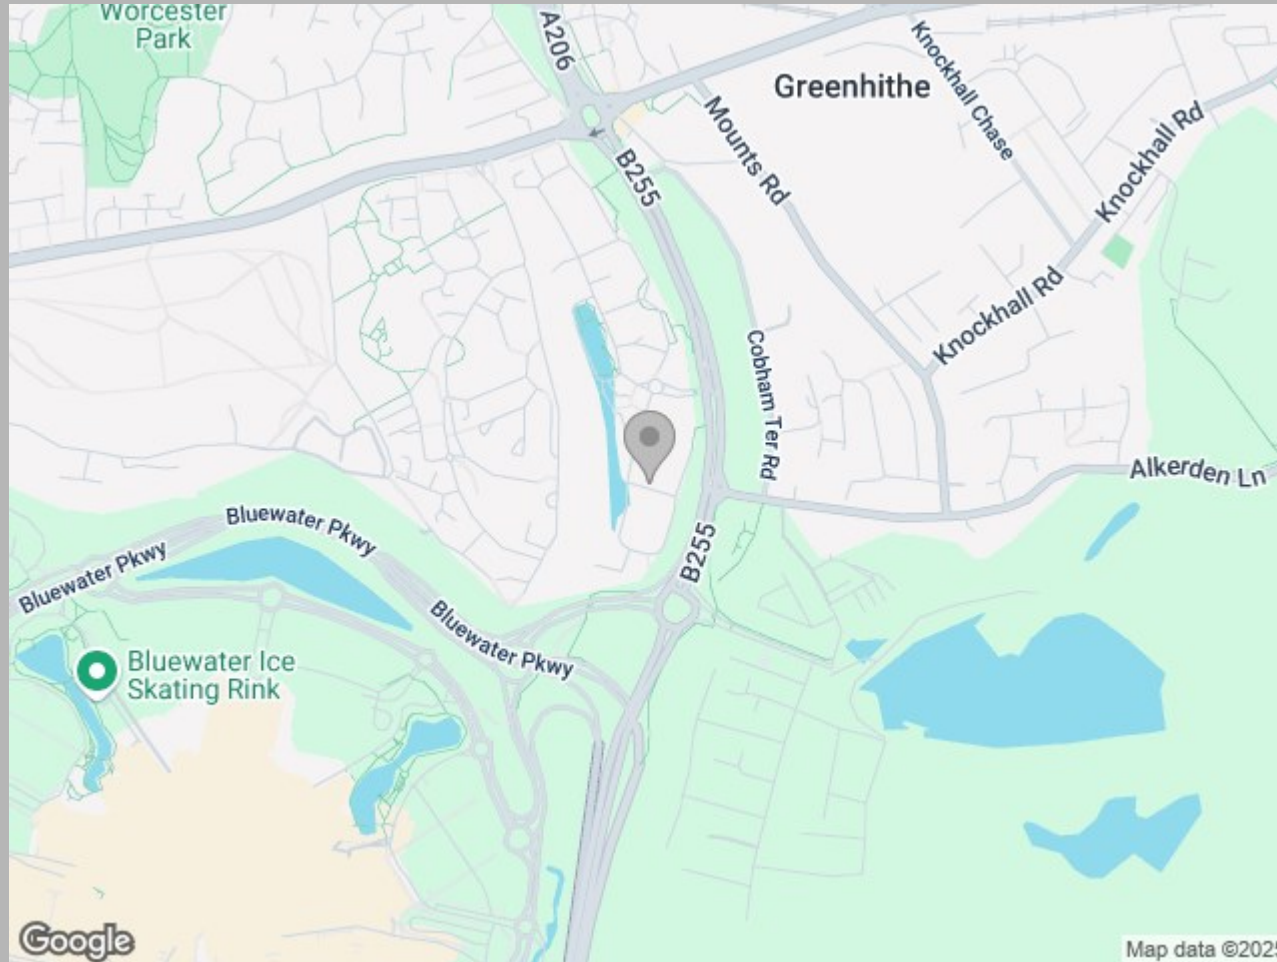 Worcester
Park
A206
Greenhithe
Knockhall Chase
Mounts Rd
Knockhall Rd
B255
Knockhall Rd
Cobham Ter Rd
Alkerden Ln
Bluewater Pkwy
B255
Bluewater Pkwy
Bluewater Pkwy
Bluewater Ice
Skating Rink
Google
Map data ©2025